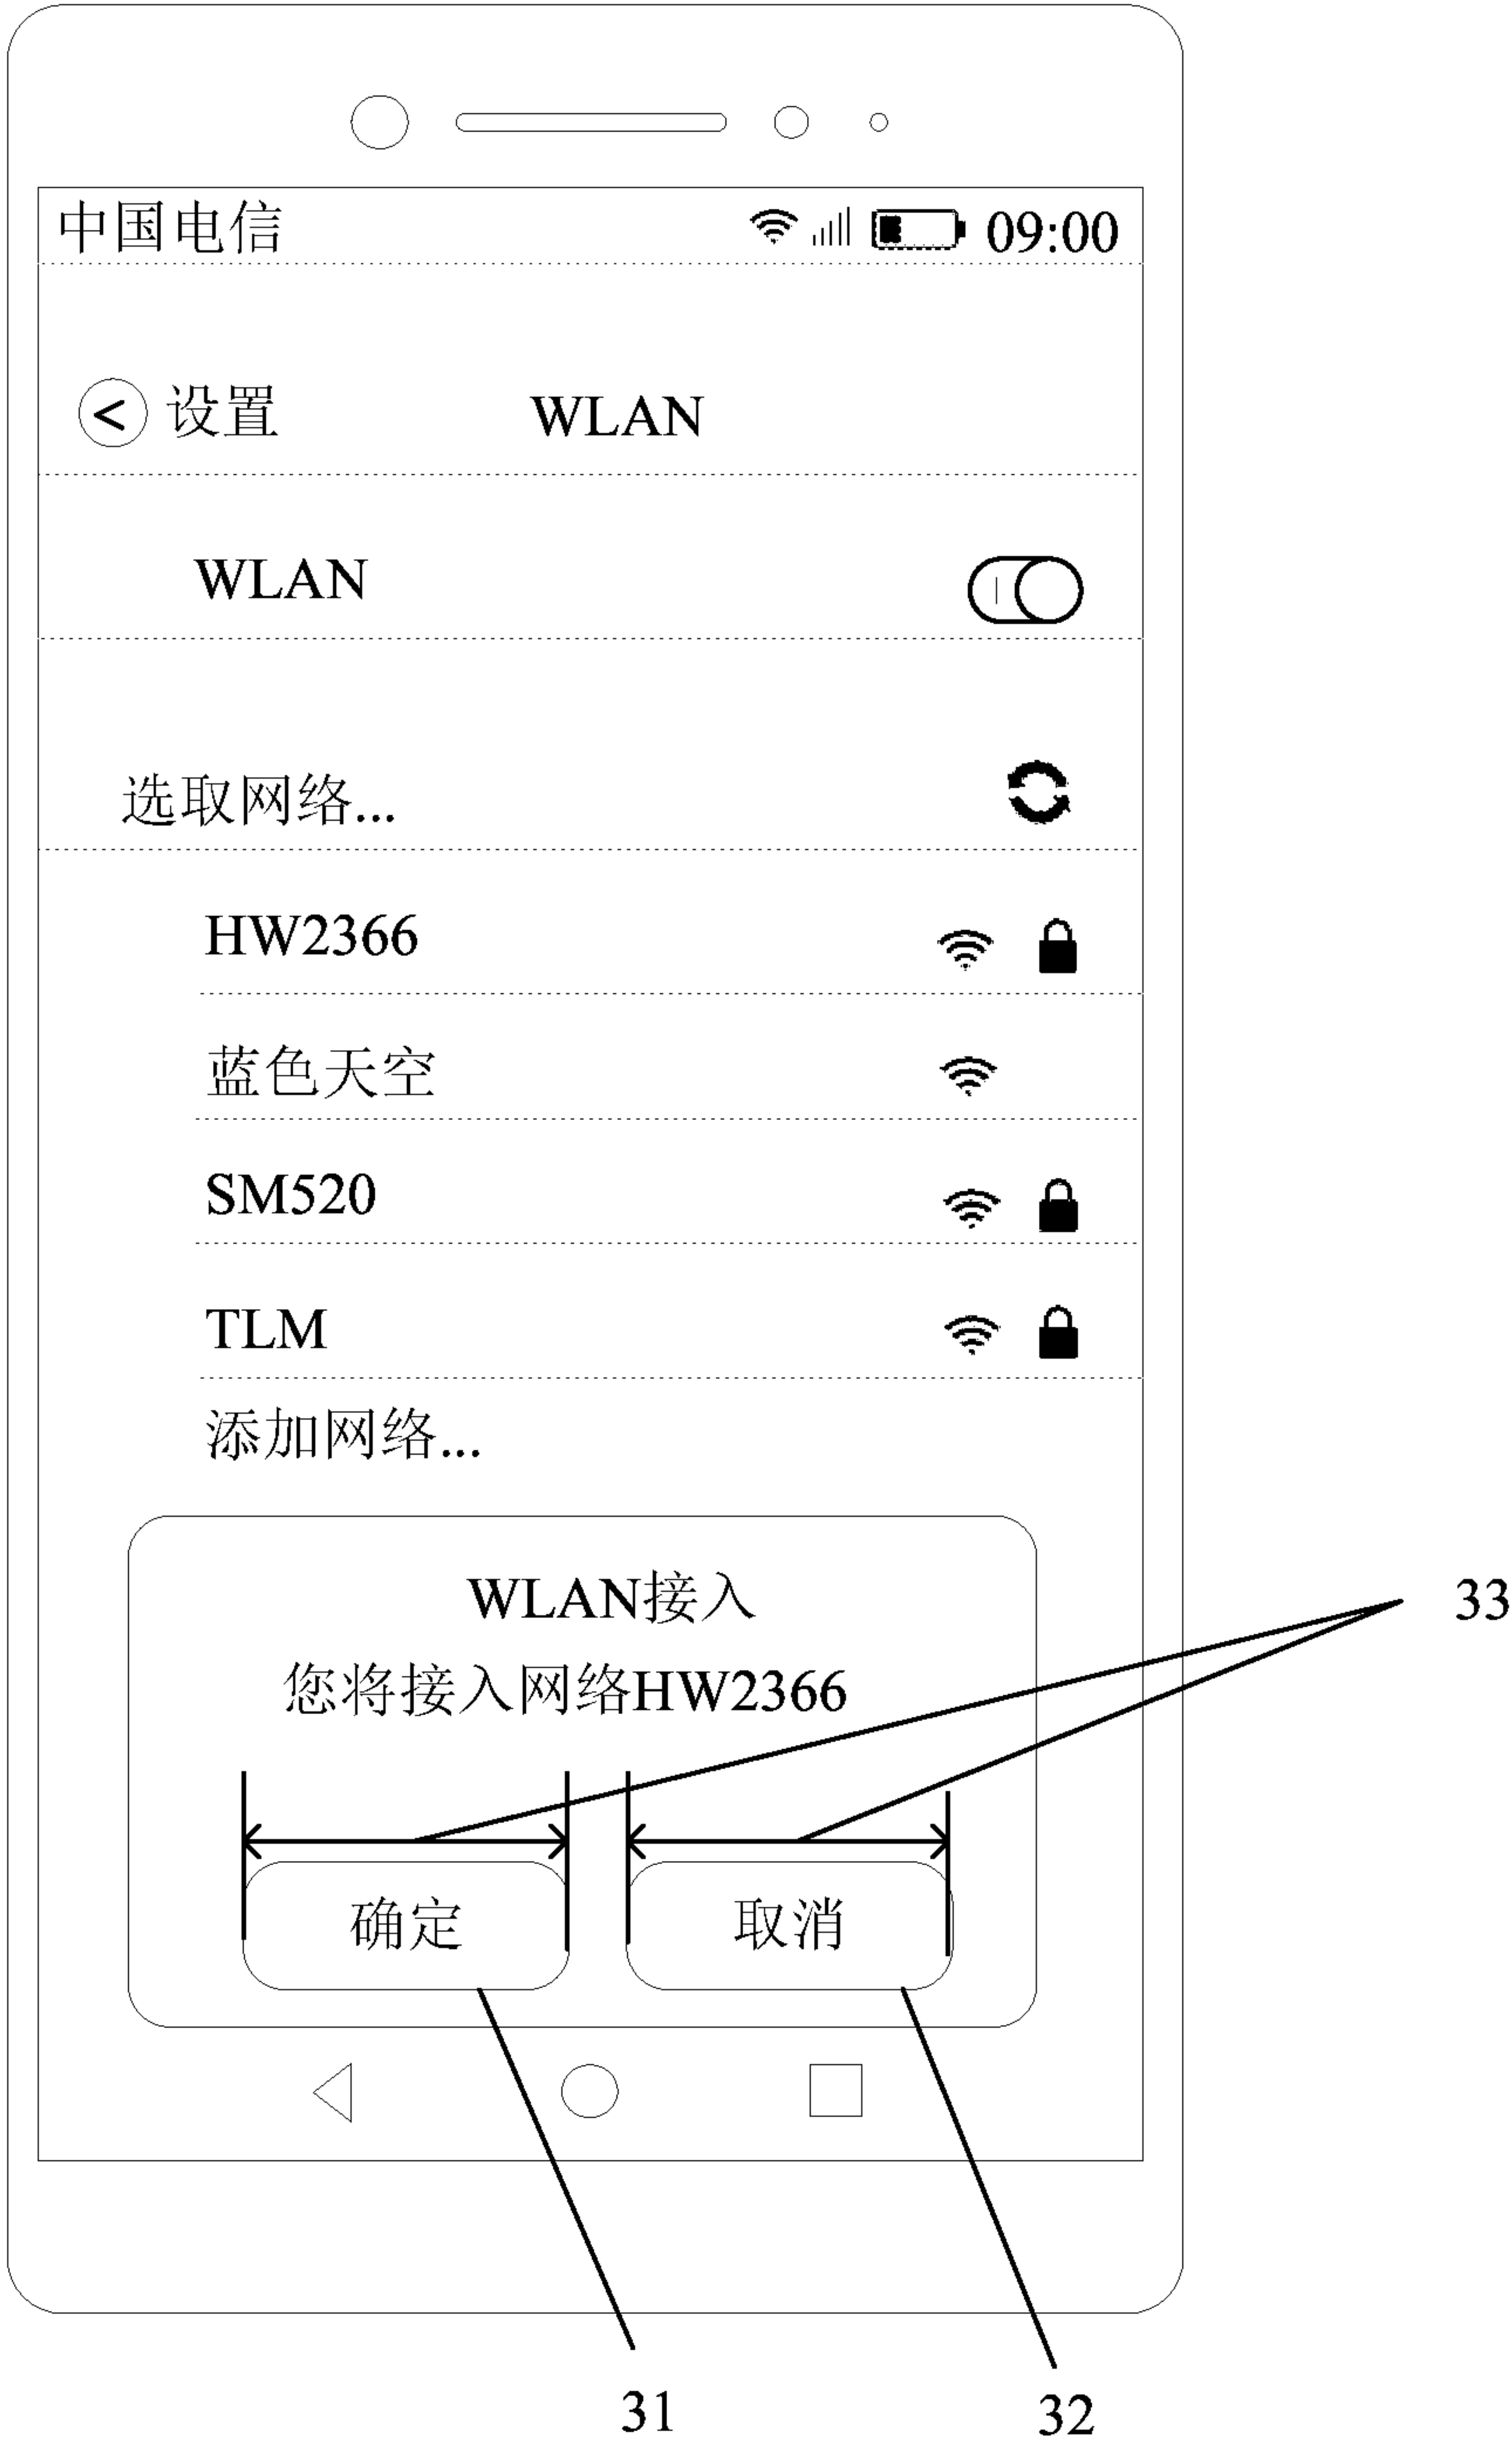 中国电信 09:00
< 设置 WLAN
WLAN
选取网络...
HW2366
蓝色天空
SM520
TLM
添加网络...
WLAN接入
33
您将接入网络HW2366
确定 取消
31 32